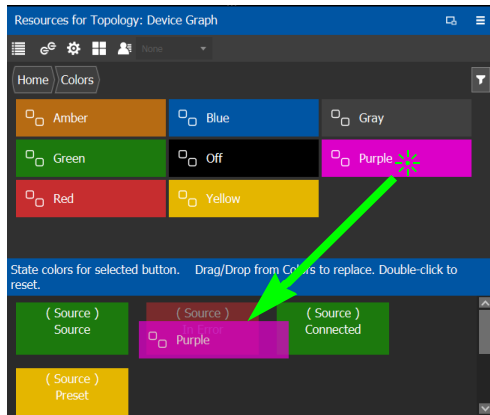 Resources for Topology: Device Graph
None
Home Colors
Amber Blue Gray
Green Off Purple
Red Yellow
State colors for selected button. Drag/Drop from Colors to replace. Double-click to
reset.
( Source ) ( Source ) ( Source )
Source In Error Connected
Purple
( Source )
Preset